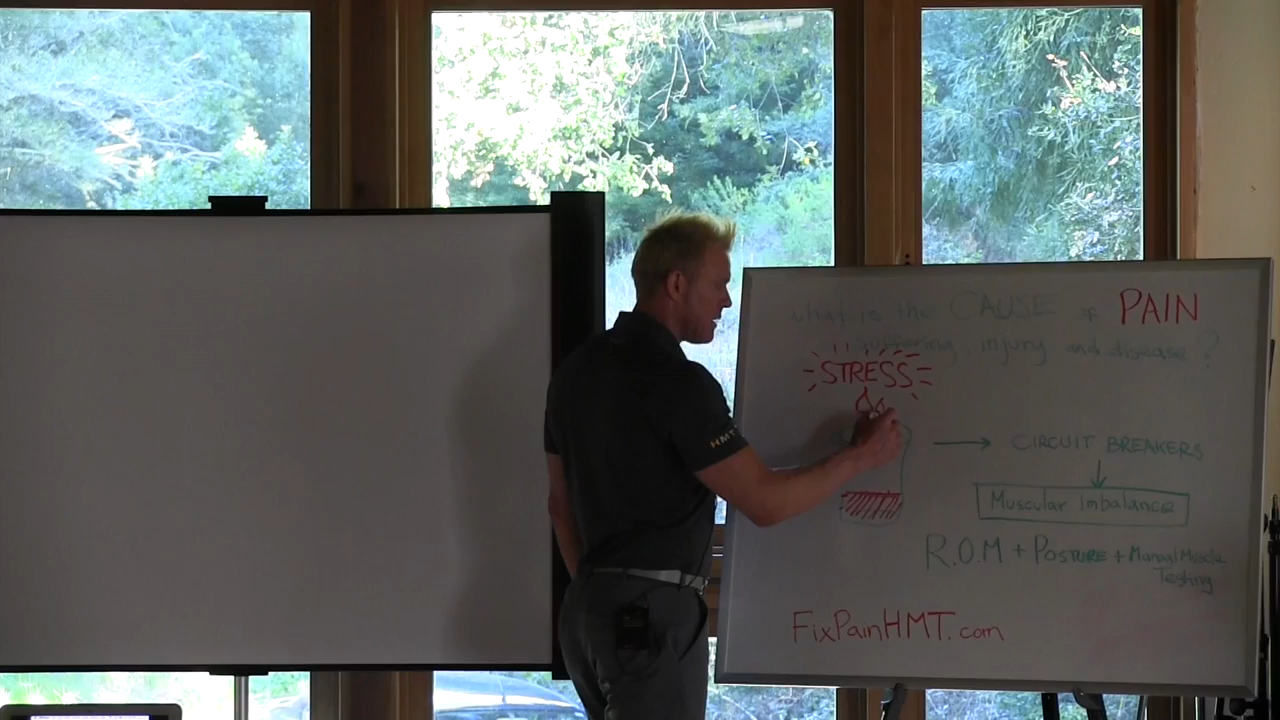 what is the CAUSE of PAIN
suffering, injury and disease?
STRESS
CIRCUIT BREAKERS
Muscular Imbalance
R.O.M + POSTURE + Manual Muscle
Testing
FixPainHMT.com
HMT